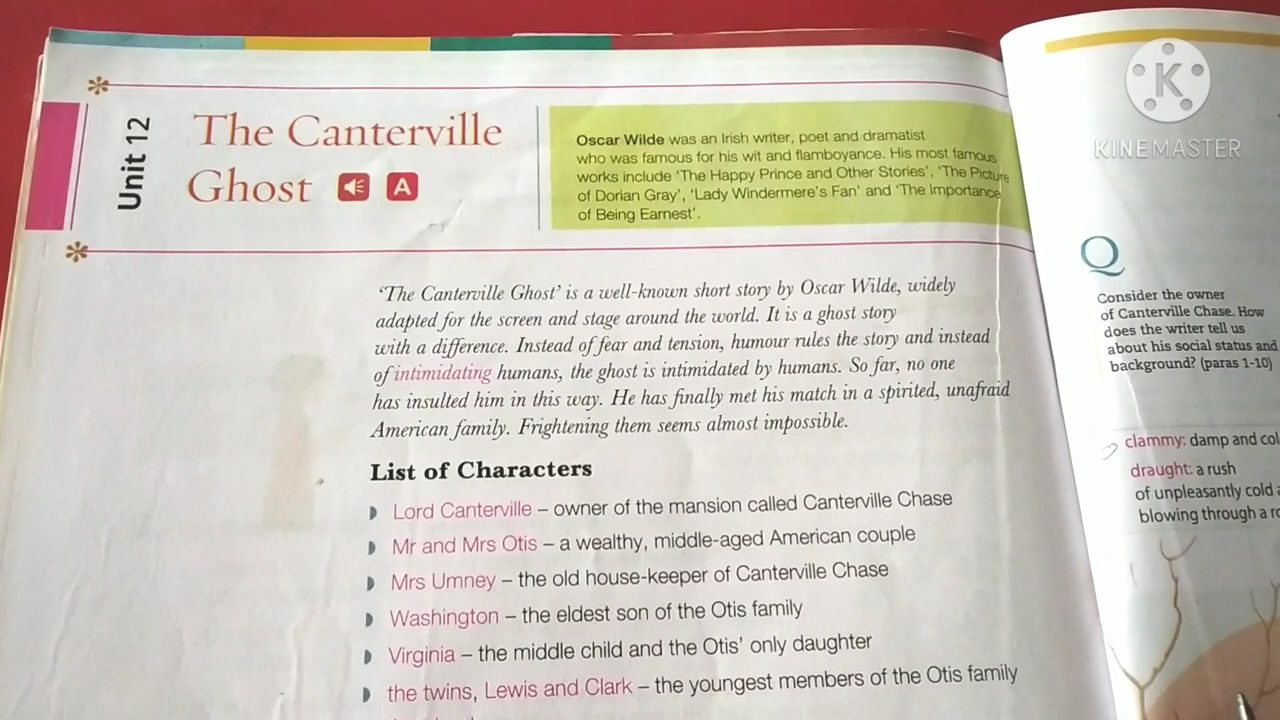 Unit 12
The Canterville
Ghost
A
Oscar Wilde was an Irish writer, poet and dramatist
who was famous for his wit and flamboyance. His most famous
works include 'The Happy Prince and Other Stories', 'The Picture
of Dorian Gray', 'Lady Windermere's Fan' and 'The Importance
of Being Earnest'.
'The Canterville Ghost' is a well-known short story by Oscar Wilde, widely
adapted for the screen and stage around the world. It is a ghost story
with a difference. Instead of fear and tension, humour rules the story and instead
of intimidating humans, the ghost is intimidated by humans. So far, no one
has insulted him in this way. He has finally met his match in a spirited, unafraid
American family. Frightening them seems almost impossible.
List of Characters
Lord Canterville – owner of the mansion called Canterville Chase
Mr and Mrs Otis – a wealthy, middle-aged American couple
Mrs Umney – the old house-keeper of Canterville Chase
Washington – the eldest son of the Otis family
Virginia – the middle child and the Otis' only daughter
the twins, Lewis and Clark – the youngest members of the Otis family
K
KINEMASTER
Q
Consider the owner
of Canterville Chase. How
does the writer tell us
about his social status and
background? (paras 1-10)
clammy: damp and
draught: a rush
of unpleasantly cold
blowing through a